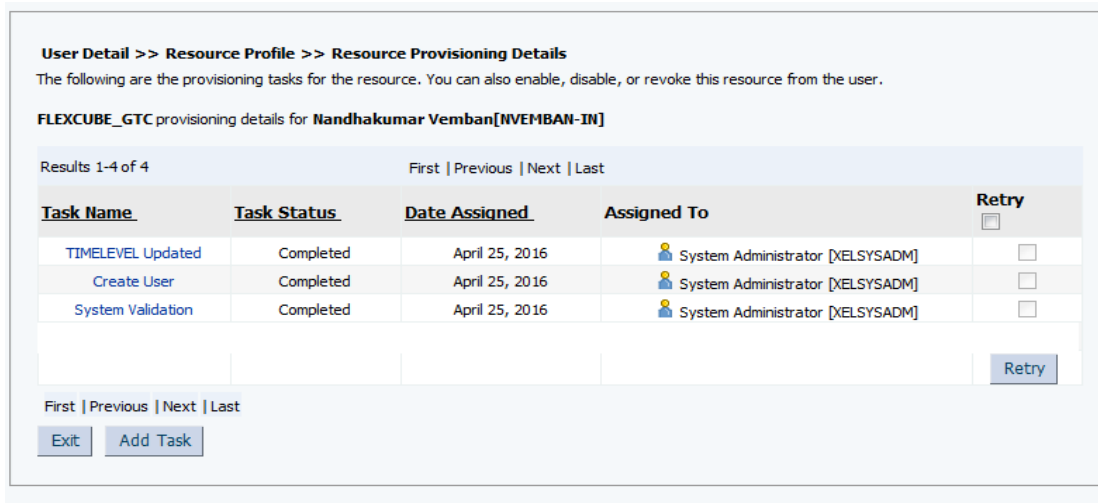 User Detail >> Resource Profile >> Resource Provisioning Details
The following are the provisioning tasks for the resource. You can also enable, disable, or revoke this resource from the user.
FLEXCUBE_GTC provisioning details for Nandhakumar Vemban[NVEMBAN-IN]
Results 1-4 of 4 First | Previous | Next | Last
Task Name Task Status Date Assigned Assigned To Retry
TIMELEVEL Updated Completed April 25, 2016 System Administrator [XELSYSADM]
Create User Completed April 25, 2016 System Administrator [XELSYSADM]
System Validation Completed April 25, 2016 System Administrator [XELSYSADM]
Retry
First | Previous | Next | Last
Exit Add Task